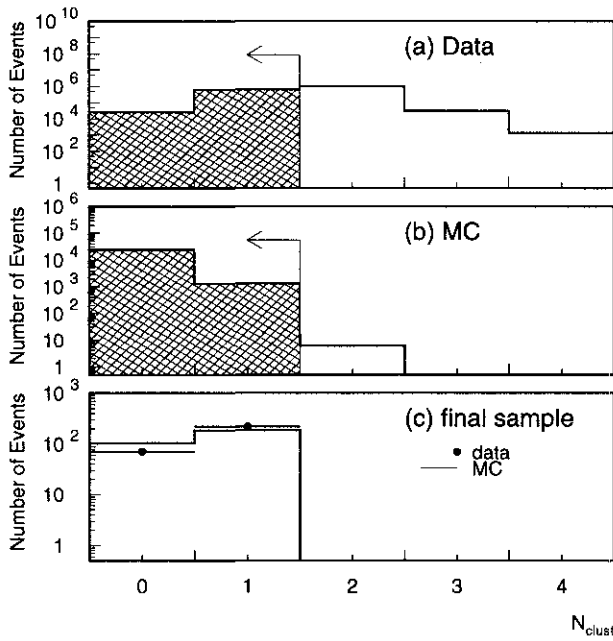 Number of Events
10^10
10^8
10^6
10^4
10^2
1
(a) Data
Number of Events
10^6
10^5
10^4
10^3
10^2
10
1
(b) MC
Number of Events
10^3
10^2
10
1
(c) final sample
data
MC
0 1 2 3 4
N_clust